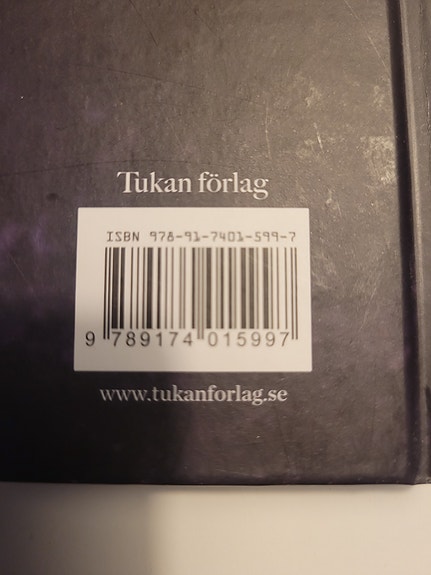 Tukan förlag
ISBN 978-91-7401-599-7
9 789174 015997
www.tukanforlag.se